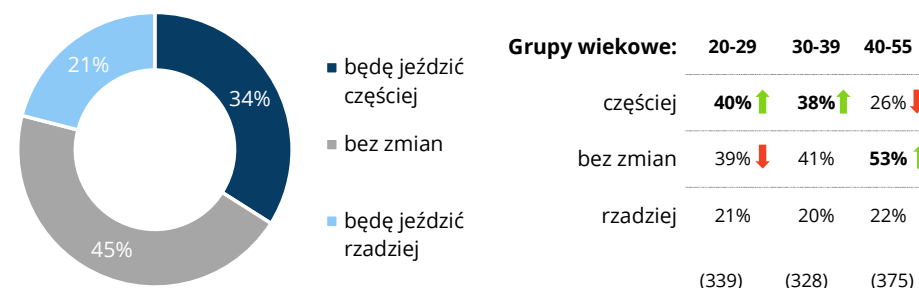 21%
34%
45%
będę jeździć
częściej
bez zmian
będę jeździć
rzadziej
Grupy wiekowe: 20-29 30-39 40-55
częściej 40% 38% 26%
bez zmian 39% 41% 53%
rzadziej 21% 20% 22%
(339) (328) (375)